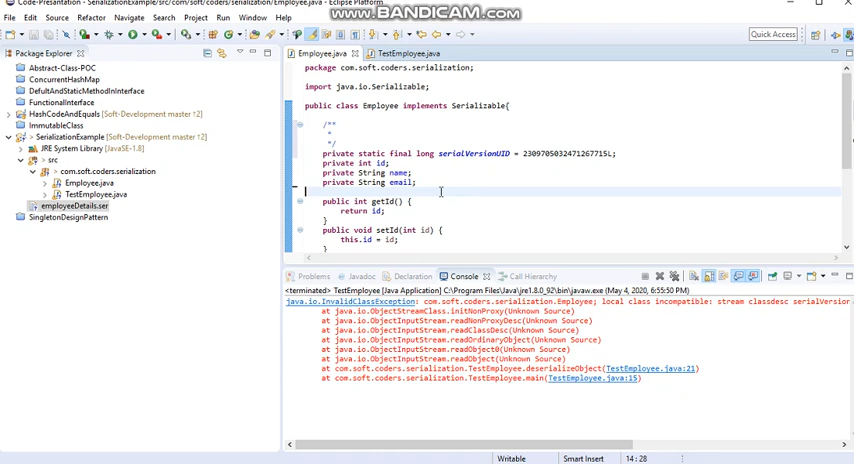 Code-Presantation - SerializationExample/src/com/soft/coders/serialization/Employee.java - Eclipse Platform
www.BANDICAM.com
File Edit Source Refactor Navigate Search Project Run Window Help
Quick Access
Package Explorer
Employee.java TestEmployee.java
Abstract-Class-POC
ConcurrentHashMap
DefultAndStaticMethodInInterface
FunctionalInterface
HashCodeAndEquals [Soft-Development master ↑2]
ImmutableClass
> SerializationExample [Soft-Development master ↑2]
JRE System Library [JavaSE-1.8]
> src
> com.soft.coders.serialization
Employee.java
TestEmployee.java
employeeDetails.ser
SingletonDesignPattern
package com.soft.coders.serialization;
import java.io.Serializable;
public class Employee implements Serializable{
/**
*
*/
private static final long serialVersionUID = 2309705032471267715L;
private int id;
private String name;
private String email;
public int getId() {
return id;
}
public void setId(int id) {
this.id = id;
}
Problems Javadoc Declaration Console Call Hierarchy
<terminated> TestEmployee [Java Application] C:\Program Files\Java\jre1.8.0_92\bin\javaw.exe (May 4, 2020, 6:55:50 PM)
java.io.InvalidClassException: com.soft.coders.serialization.Employee; local class incompatible: stream classdesc serialVersion
at java.io.ObjectStreamClass.initNonProxy(Unknown Source)
at java.io.ObjectInputStream.readNonProxyDesc(Unknown Source)
at java.io.ObjectInputStream.readClassDesc(Unknown Source)
at java.io.ObjectInputStream.readOrdinaryObject(Unknown Source)
at java.io.ObjectInputStream.readObject0(Unknown Source)
at java.io.ObjectInputStream.readObject(Unknown Source)
at com.soft.coders.serialization.TestEmployee.deserializeObject(TestEmployee.java:21)
at com.soft.coders.serialization.TestEmployee.main(TestEmployee.java:15)
Writable Smart Insert 14 : 28